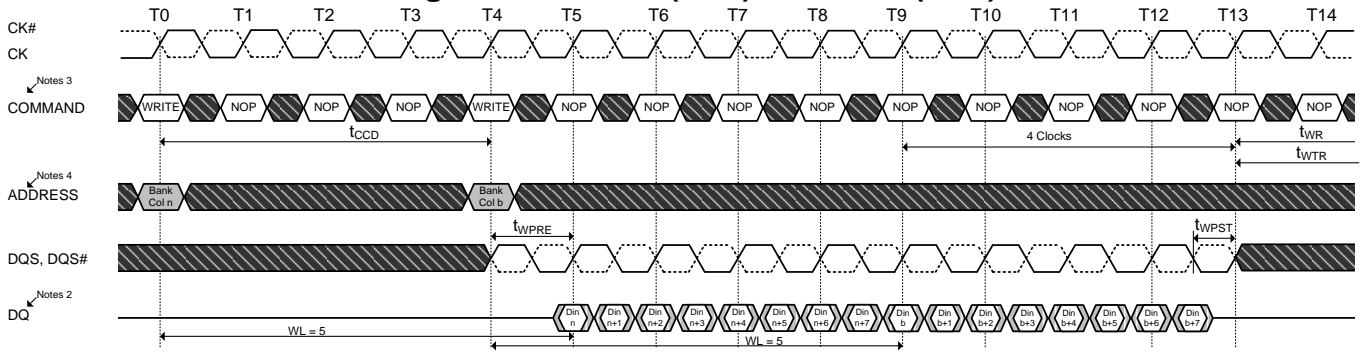 T0 T1 T2 T3 T4 T5 T6 T7 T8 T9 T10 T11 T12 T13 T14
CK#
CK
Notes 3
COMMAND WRITE NOP NOP NOP WRITE NOP NOP NOP NOP NOP NOP NOP NOP NOP NOP
tCCD 4 Clocks tWR
tWTR
Notes 4
ADDRESS Bank Col n Bank Col b
tWPRE tWPST
DQS, DQS#
Notes 2
DQ Din n Din n+1 Din n+2 Din n+3 Din n+4 Din n+5 Din n+6 Din n+7 Din b Din b+1 Din b+2 Din b+3 Din b+4 Din b+5 Din b+6 Din b+7
WL = 5 WL = 5